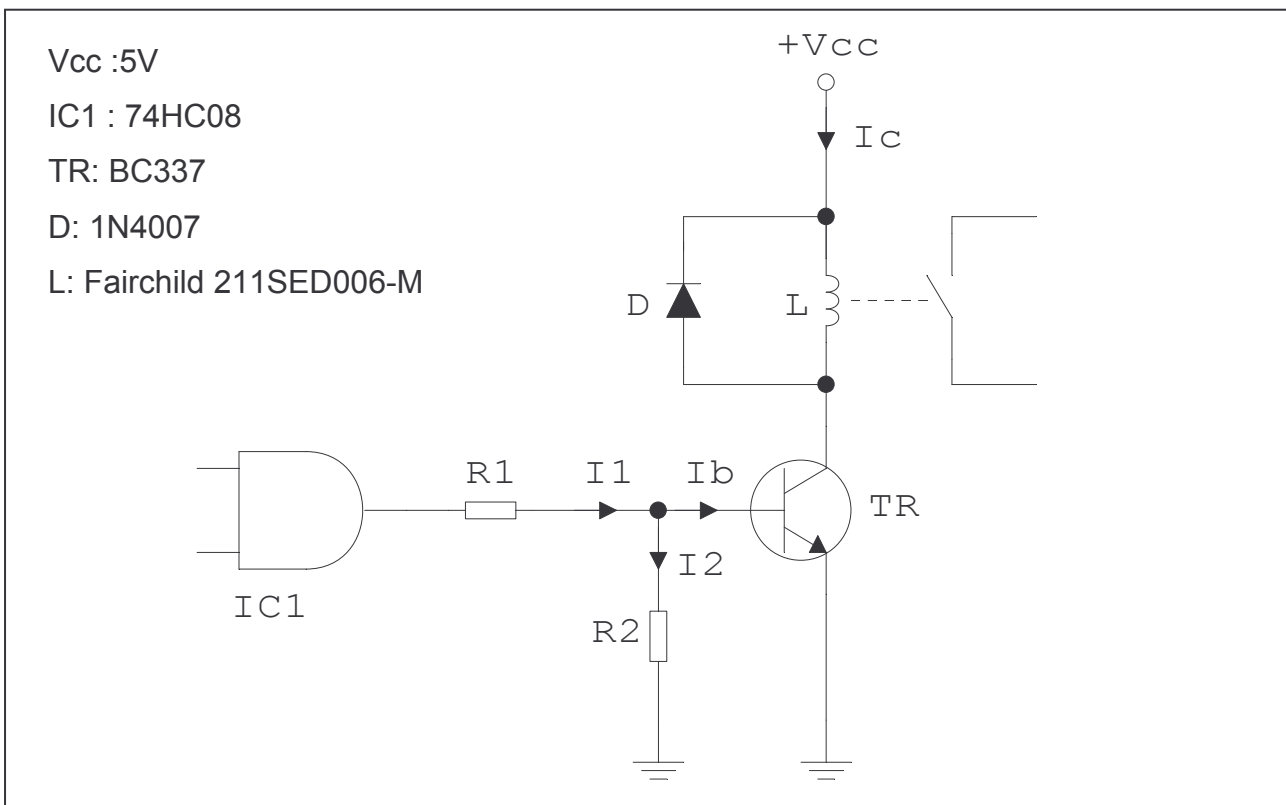 Vcc :5V
IC1 : 74HC08
TR: BC337
D: 1N4007
L: Fairchild 211SED006-M
+Vcc
Ic
D
L
R1
I1
Ib
TR
I2
IC1
R2